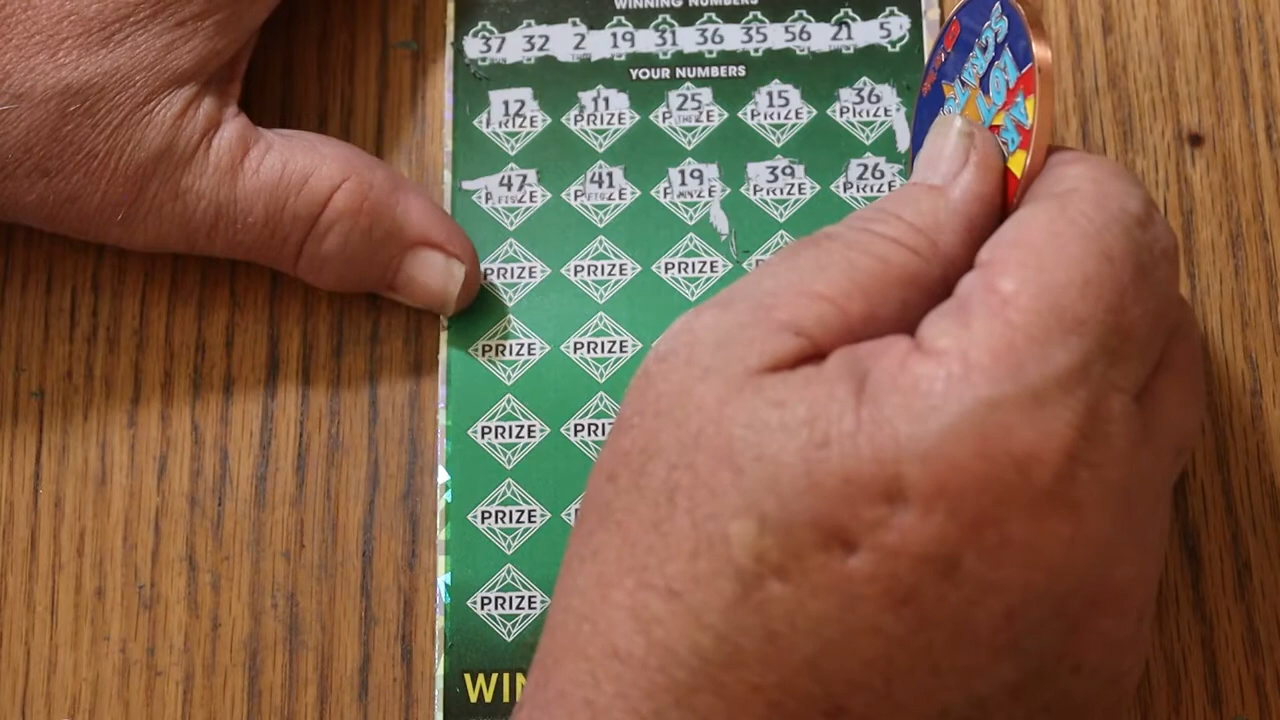 WINNING NUMBERS
37 32 2 19 31 36 35 56 21 5
YOUR NUMBERS
12 11 25 15 36
PRIZE PRIZE PRIZE PRIZE PRIZE
47 41 19 39 26
PRIZE PRIZE PRIZE PRIZE PRIZE
PRIZE PRIZE PRIZE
PRIZE PRIZE
PRIZE
PRIZE
PRIZE